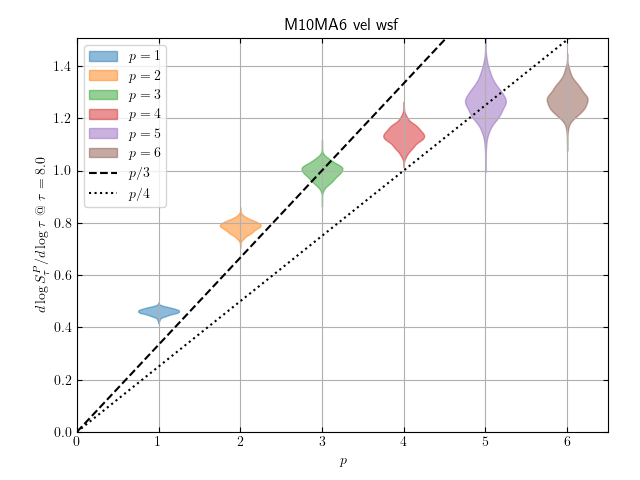 M10MA6 vel wsf
d log S_τ^P / d log τ @ τ = 8.0
1.4
1.2
1.0
0.8
0.6
0.4
0.2
0.0
p = 1
p = 2
p = 3
p = 4
p = 5
p = 6
p/3
p/4
0 1 2 3 4 5 6
p